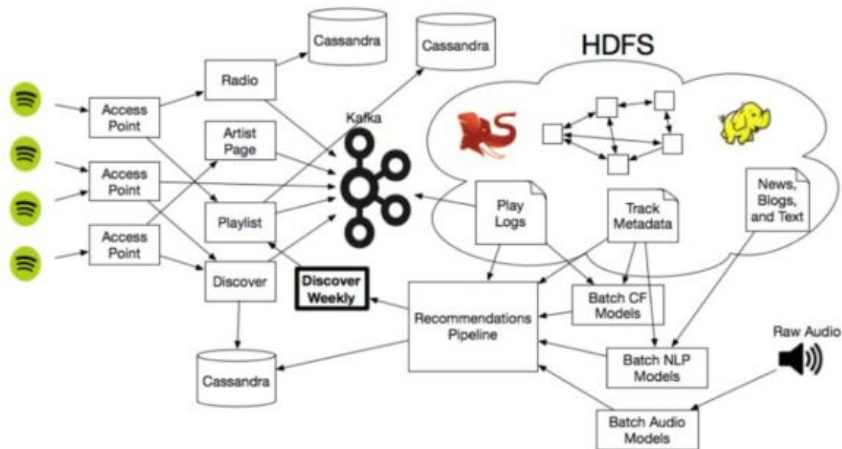 Cassandra
Cassandra
HDFS
Radio
Access
Point
Kafka
Artist
Page
Access
Point
Playlist
Play
Logs
Track
Metadata
News,
Blogs,
and Text
Access
Point
Discover
Discover
Weekly
Batch CF
Models
Recommendations
Pipeline
Raw Audio
Batch NLP
Models
Cassandra
Batch Audio
Models